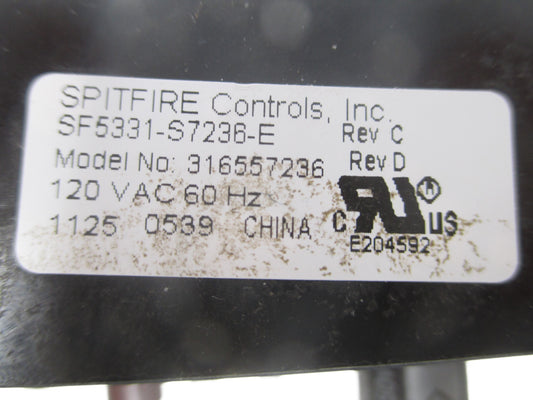 SPITFIRE Controls, Inc.
SF5331-S7236-E Rev C
Model No: 316557236 Rev D
120 VAC 60 Hz
1125 0539 CHINA C RU ® US
E204592